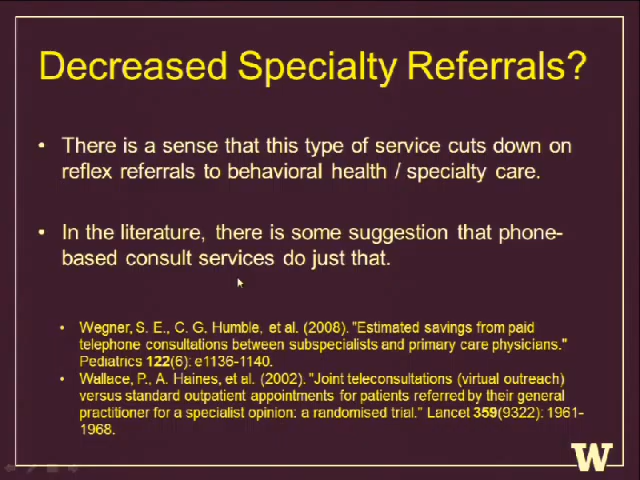 Decreased Specialty Referrals?
• There is a sense that this type of service cuts down on
reflex referrals to behavioral health / specialty care.
• In the literature, there is some suggestion that phone-
based consult services do just that.
• Wegner, S. E., C. G. Humble, et al. (2008). "Estimated savings from paid
telephone consultations between subspecialists and primary care physicians."
Pediatrics 122(6): e1136-1140.
• Wallace, P., A. Haines, et al. (2002). "Joint teleconsultations (virtual outreach)
versus standard outpatient appointments for patients referred by their general
practitioner for a specialist opinion: a randomised trial." Lancet 359(9322): 1961-
1968.
W